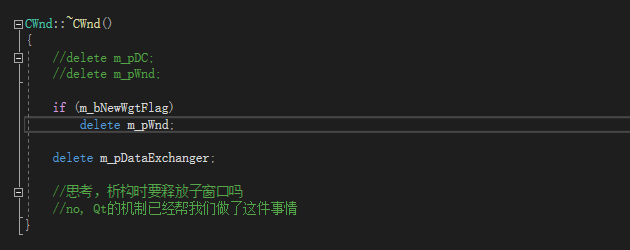 CWnd::~CWnd()
{
//delete m_pDC;
//delete m_pWnd;
if (m_bNewWgtFlag)
delete m_pWnd;
delete m_pDataExchanger;
//思考，析构时要释放子窗口吗
//no, Qt的机制已经帮我们做了这件事情
}